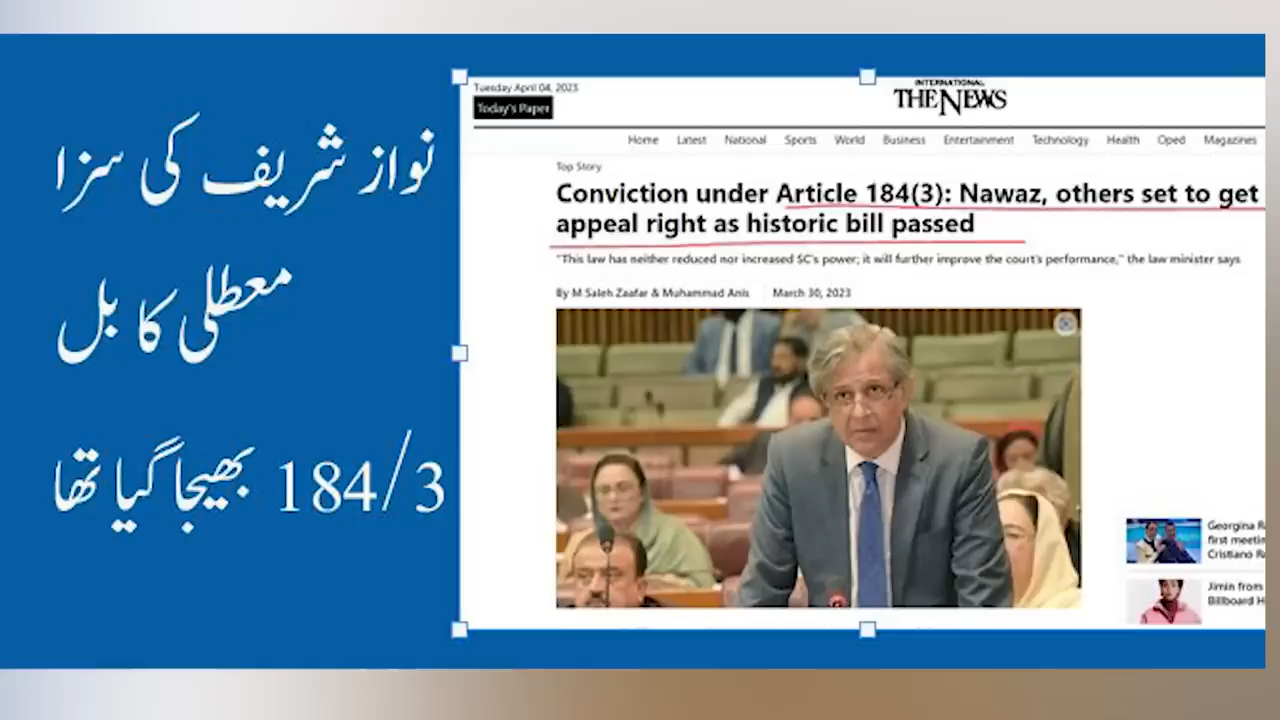 نواز شریف کی سزا
معطلی کا بل
184/3 بھیجا گیا تھا
Tuesday April 04, 2023
Today's Paper
INTERNATIONAL
THE NEWS
Home Latest National Sports World Business Entertainment Technology Health Oped Magazines
Top Story
Conviction under Article 184(3): Nawaz, others set to get
appeal right as historic bill passed
"This law has neither reduced nor increased SC's power; it will further improve the court's performance," the law minister says
By M Saleh Zaafar & Muhammad Anis March 30, 2023
Georgina
first
Cristiano
Jimin from
Billboard